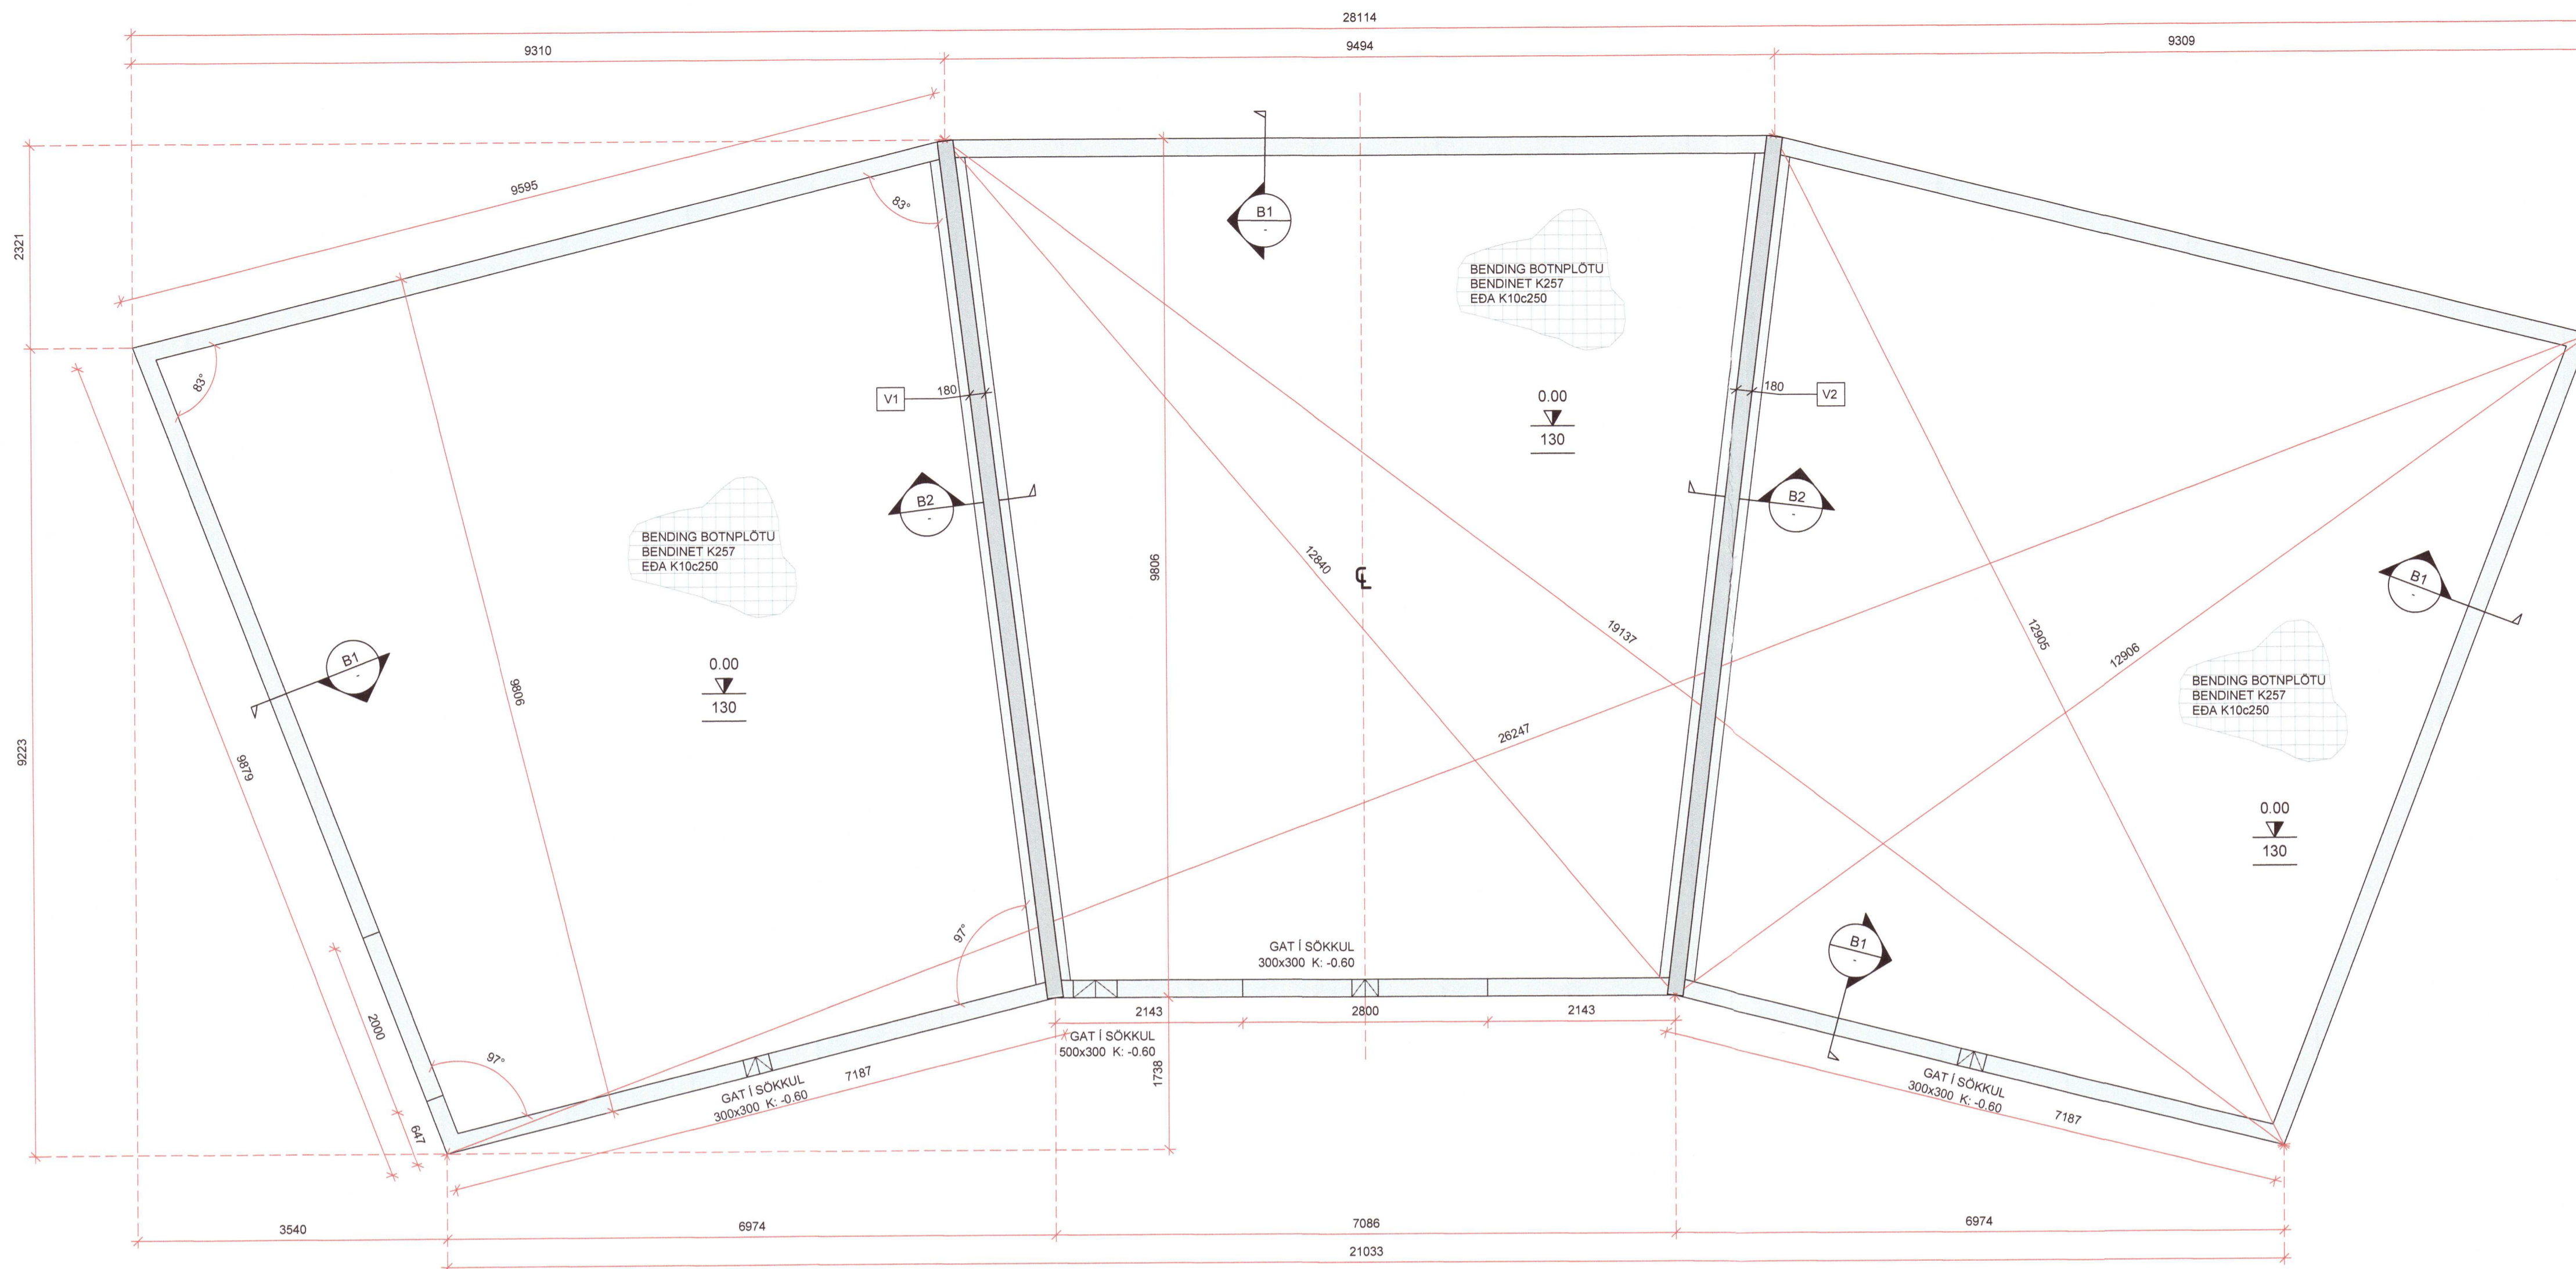 28114
9310
9494
9309
2321
9595
83°
B1
-
BENDING BOTNPLÖTU
BENDINET K257
EÐA K10c250
83°
V1
180
180
V2
0.00
130
B2
-
B2
-
BENDING BOTNPLÖTU
BENDINET K257
EÐA K10c250
9806
12840
℄
19137
12905
12906
B1
-
B1
-
0.00
130
9806
9223
9879
26247
BENDING BOTNPLÖTU
BENDINET K257
EÐA K10c250
0.00
130
97°
GAT Í SÖKKUL
300x300 K: -0.60
B1
-
2000
97°
2143
2800
2143
GAT Í SÖKKUL
500x300 K: -0.60
1738
7187
GAT Í SÖKKUL
300x300 K: -0.60
GAT Í SÖKKUL
300x300 K: -0.60
7187
647
3540
6974
7086
6974
21033